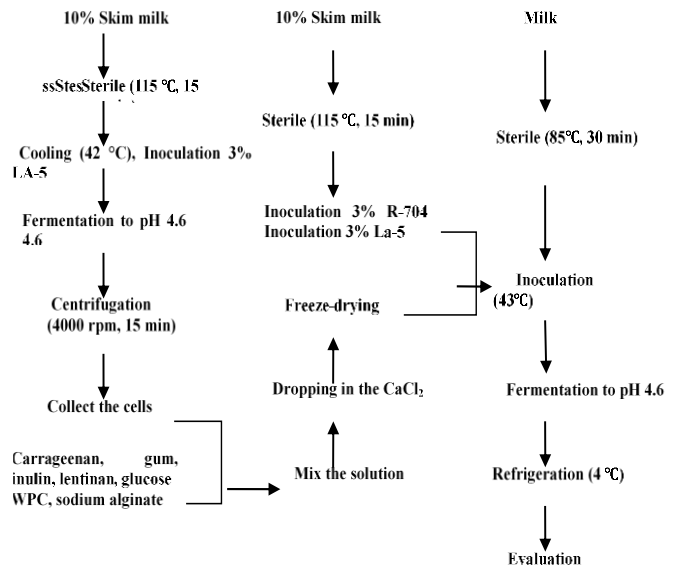 10% Skim milk
ssStesSterile (115 ℃, 15
Cooling (42 °C), Inoculation 3%
LA-5
Fermentation to pH 4.6
4.6
Centrifugation
(4000 rpm, 15 min)
Collect the cells
Carrageenan, gum,
inulin, lentinan, glucose
WPC, sodium alginate
10% Skim milk
Sterile (115℃, 15 min)
Inoculation 3% R-704
Inoculation 3% La-5
Freeze-drying
Dropping in the CaCl₂
Mix the solution
Milk
Sterile (85℃, 30 min)
Inoculation
(43℃)
Fermentation to pH 4.6
Refrigeration (4 ℃)
Evaluation